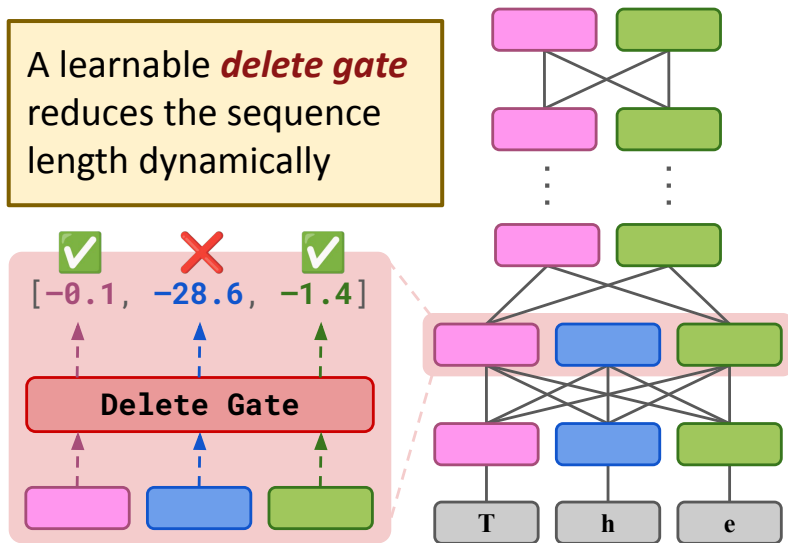 A learnable delete gate
reduces the sequence
length dynamically
[−0.1, −28.6, −1.4]
Delete Gate
T h e